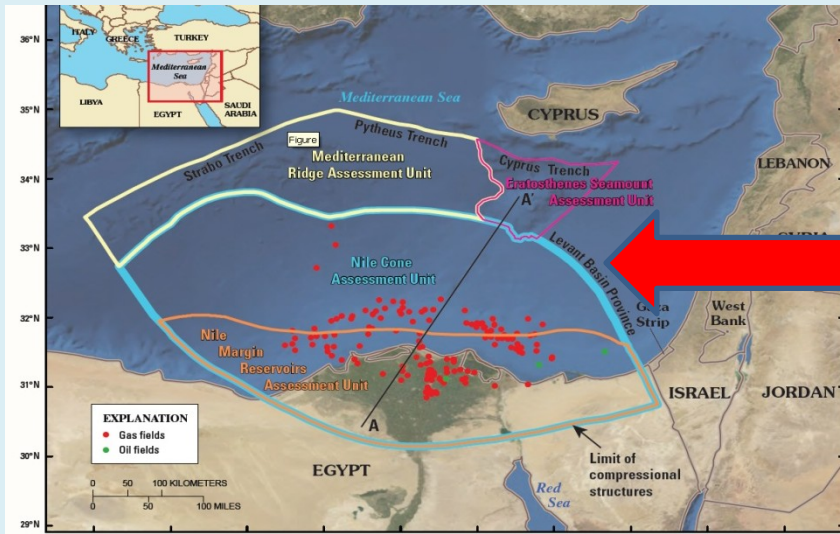 36°N
35°N
34°N
33°N
32°N
31°N
30°N
29°N
ITALY
GREECE
TURKEY
Mediterranean
Sea
LIBYA
EGYPT
SAUDI
ARABIA
Mediterranean Sea
CYPRUS
Strabo Trench
Pytheus Trench
Figure
Mediterranean
Ridge Assessment Unit
Cyprus Trench
Eratosthenes Seamount
Assessment Unit
A'
LEBANON
Levant Basin Province
Nile Cone
Assessment Unit
Strip
West
Bank
Nile
Margin
Reservoirs
Assessment Unit
ISRAEL
JORDAN
EXPLANATION
Gas fields
Oil fields
A
0 50 100 KILOMETERS
0 50 100 MILES
EGYPT
Limit of
compressional
structures
Red
Sea